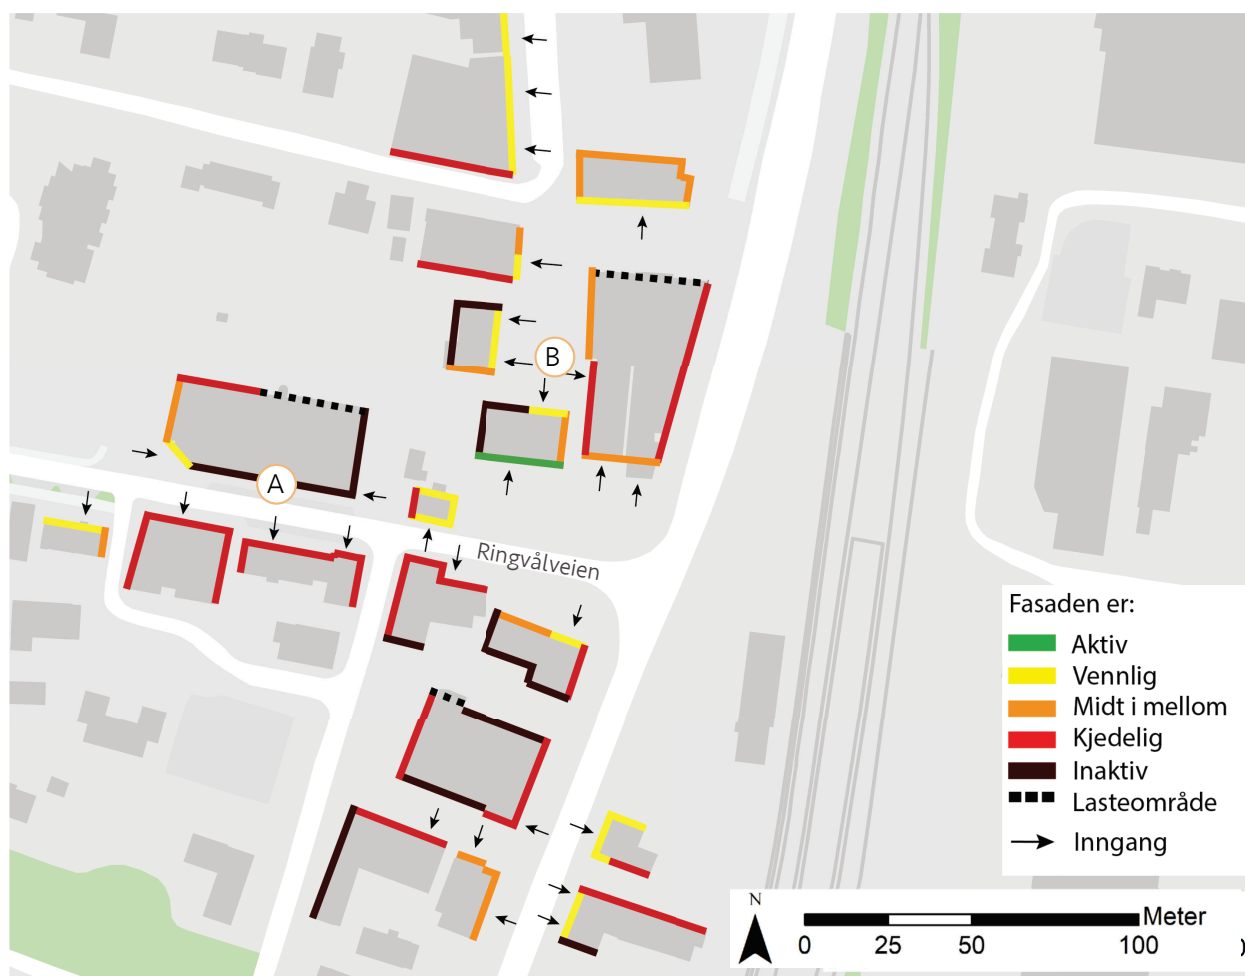 B
A
Ringvålveien
Fasaden er:
Aktiv
Vennlig
Midt i mellom
Kjedelig
Inaktiv
Lasteområde
Inngang
N
Meter
0 25 50 100